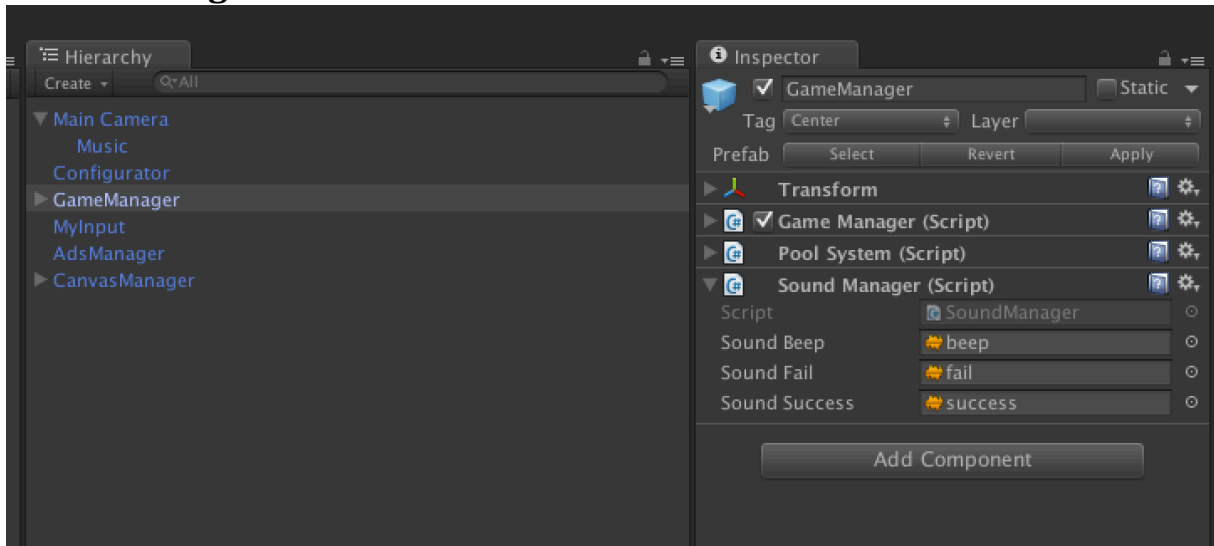 Hierarchy
Create All
Main Camera
Music
Configurator
GameManager
MyInput
AdsManager
CanvasManager
Inspector
GameManager Static
Tag Center Layer
Prefab Select Revert Apply
Transform
Game Manager (Script)
Pool System (Script)
Sound Manager (Script)
Script SoundManager
Sound Beep beep
Sound Fail fail
Sound Success success
Add Component